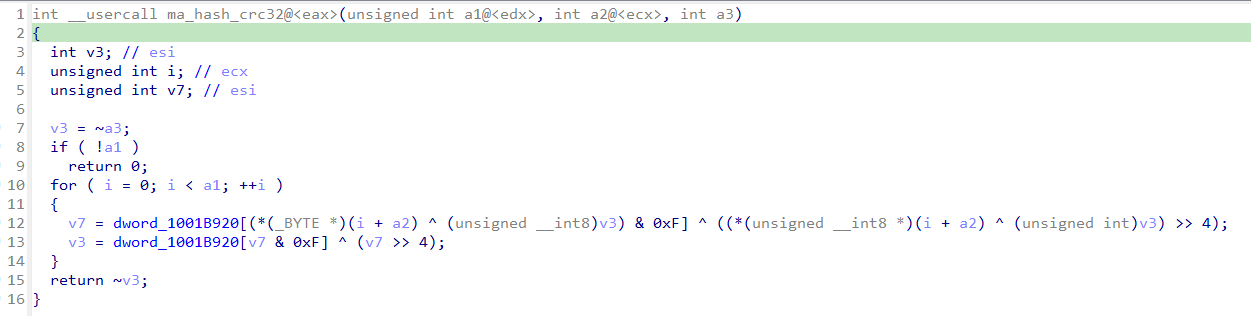 1 int __usercall ma_hash_crc32@<eax>(unsigned int a1@<edx>, int a2@<ecx>, int a3)
2 {
3   int v3; // esi
4   unsigned int i; // ecx
5   unsigned int v7; // esi
6
7   v3 = ~a3;
8   if ( !a1 )
9     return 0;
10   for ( i = 0; i < a1; ++i )
11   {
12     v7 = dword_1001B920[(*(_BYTE *)(i + a2) ^ (unsigned __int8)v3) & 0xF] ^ ((*(unsigned __int8 *)(i + a2) ^ (unsigned int)v3) >> 4);
13     v3 = dword_1001B920[v7 & 0xF] ^ (v7 >> 4);
14   }
15   return ~v3;
16 }